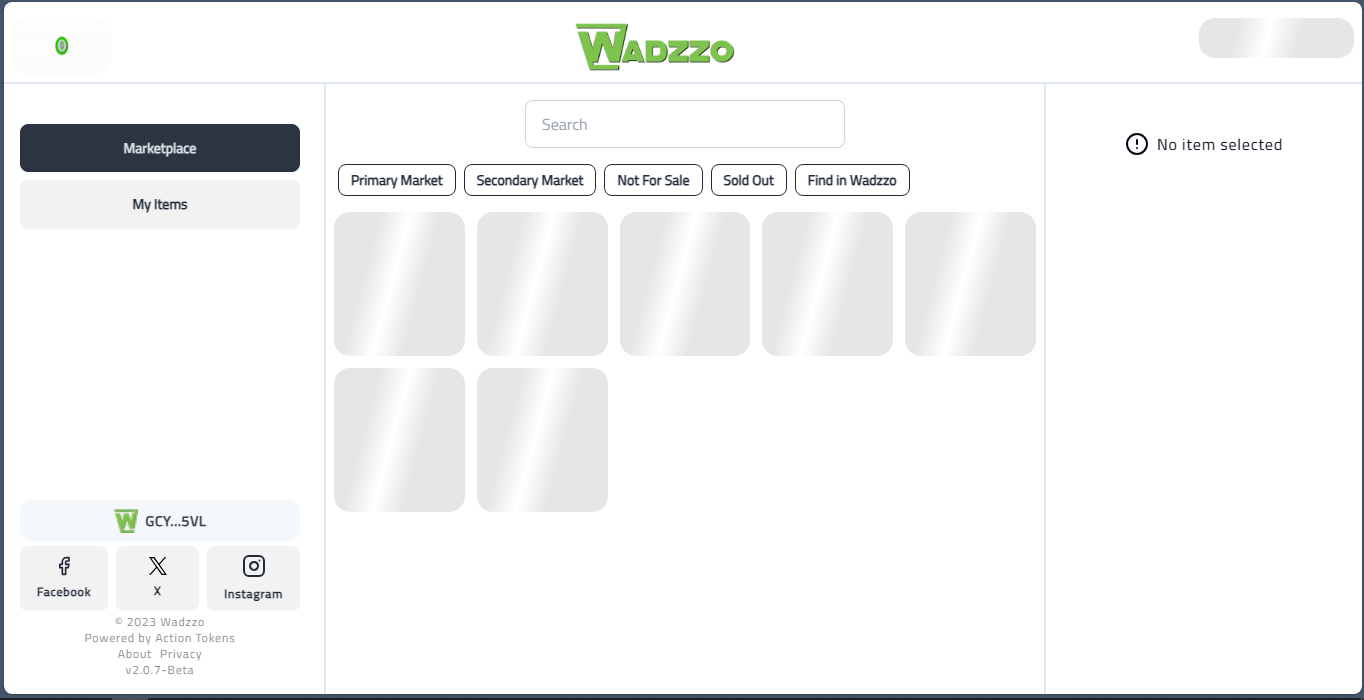 0
WADZZO
Search
Marketplace
No item selected
Primary Market
Secondary Market
Not For Sale
Sold Out
Find in Wadzzo
My Items
GCY...5VL
Facebook
X
Instagram
© 2023 Wadzzo
Powered by Action Tokens
About Privacy
v2.0.7-Beta